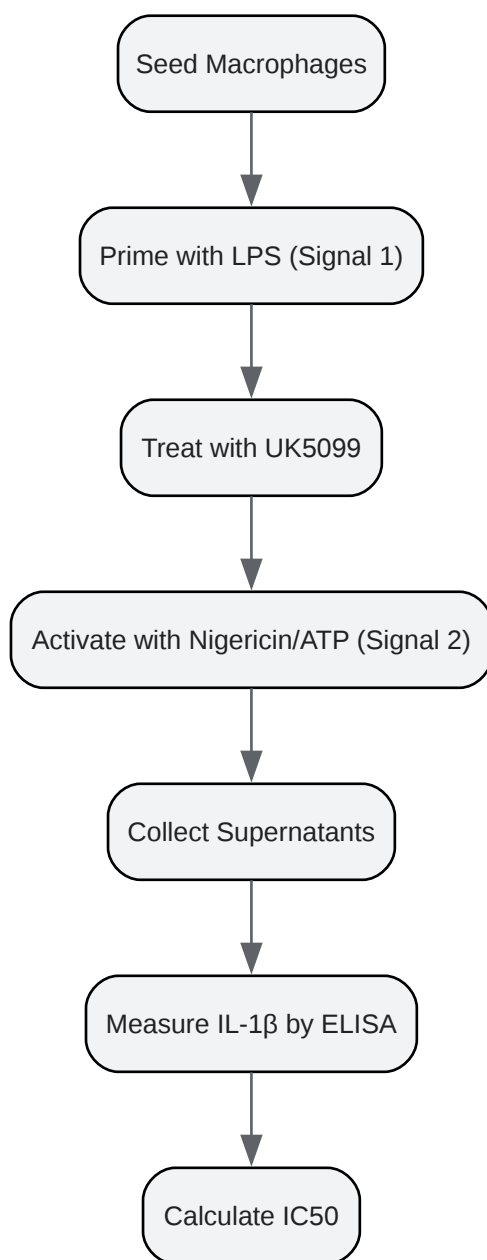 Seed Macrophages
Prime with LPS (Signal 1)
Treat with UK5099
Activate with Nigericin/ATP (Signal 2)
Collect Supernatants
Measure IL-1β by ELISA
Calculate IC50